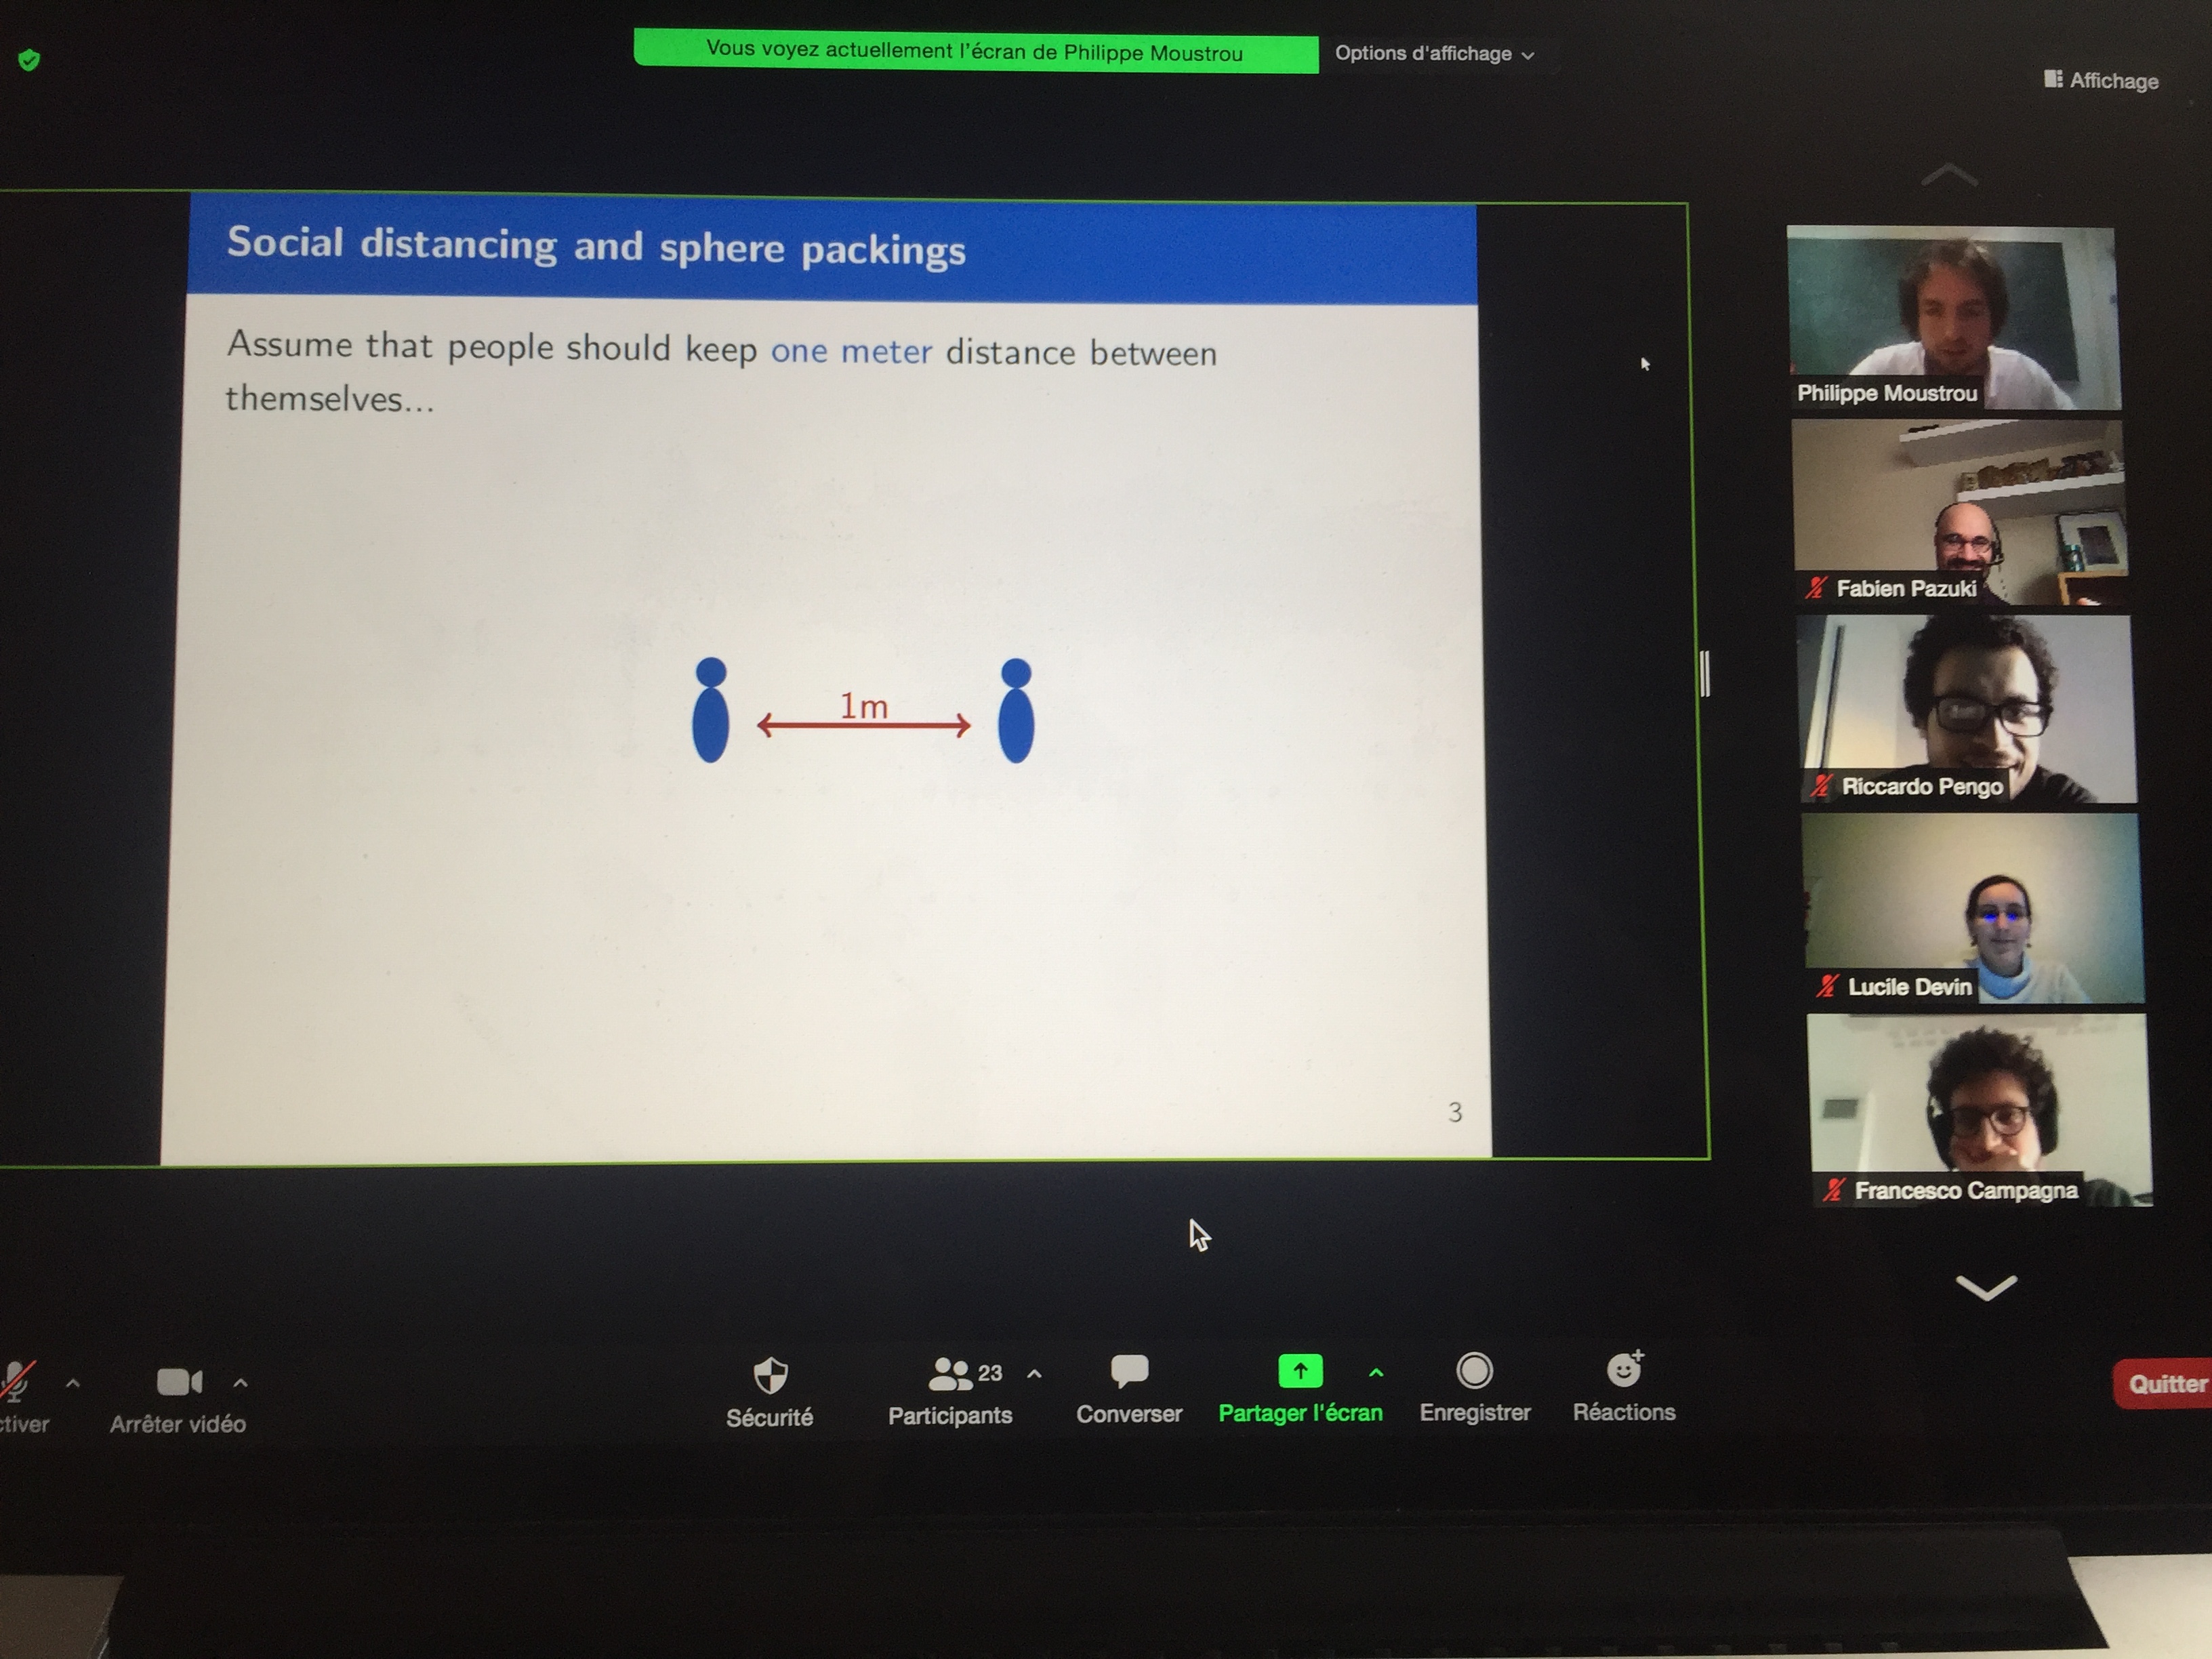 Vous voyez actuellement l'écran de Philippe Moustrou
Options d'affichage
Affichage
Social distancing and sphere packings
Assume that people should keep one meter distance between
themselves...
1m
3
Philippe Moustrou
Fabien Pazuki
Riccardo Pengo
Lucile Devin
Francesco Campagna
ctiver
Arrêter vidéo
Sécurité
23
Participants
Converser
Partager l'écran
Enregistrer
Réactions
Quitter